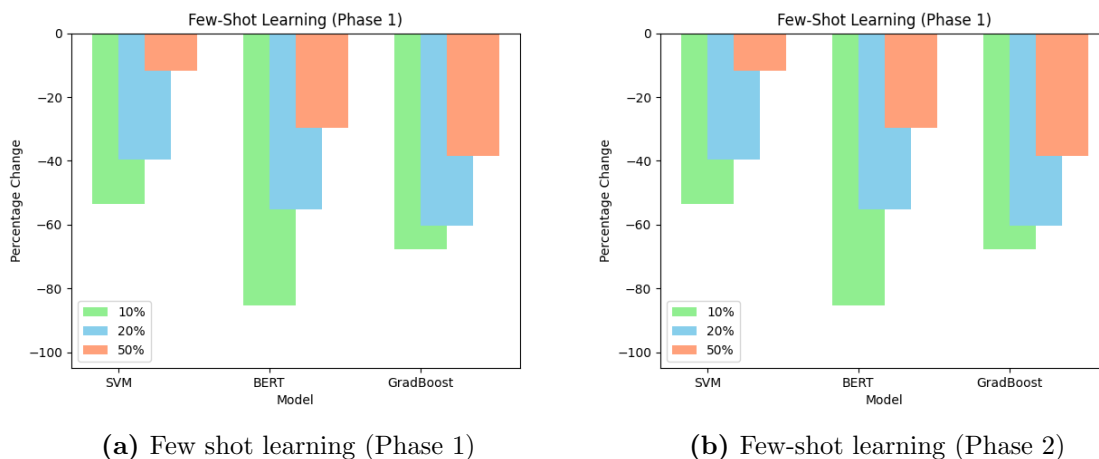 Few-Shot Learning (Phase 1)
0
−20
−40
−60
−80
−100
Percentage Change
10%
20%
50%
SVM
BERT
GradBoost
Model
(a) Few shot learning (Phase 1)
Few-Shot Learning (Phase 1)
0
−20
−40
−60
−80
−100
Percentage Change
10%
20%
50%
SVM
BERT
GradBoost
Model
(b) Few-shot learning (Phase 2)